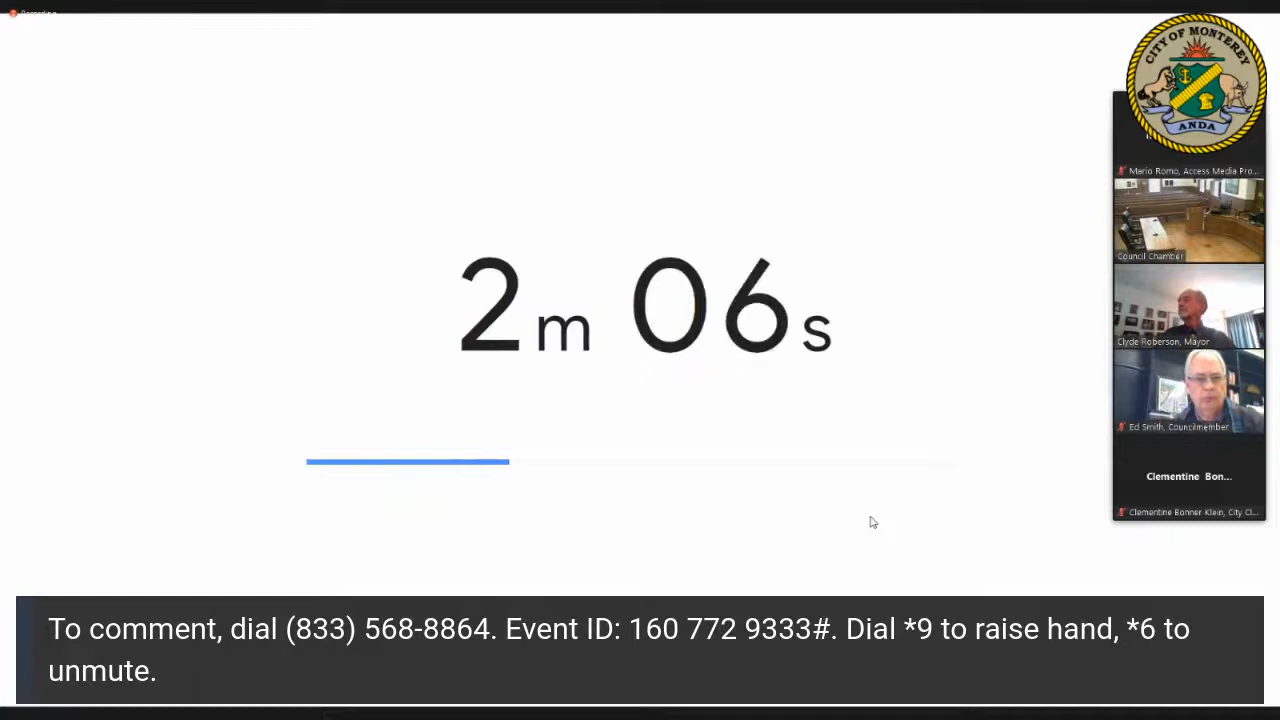 Recording
CITY OF MONTEREY
ANDA
Mario Romo, Access Media Pro...
Council Chamber
Clyde Roberson, Mayor
Ed Smith, Councilmember
Clementine Bon...
Clementine Bonner Klein, City Cl...
2m 06s
To comment, dial (833) 568-8864. Event ID: 160 772 9333#. Dial *9 to raise hand, *6 to
unmute.